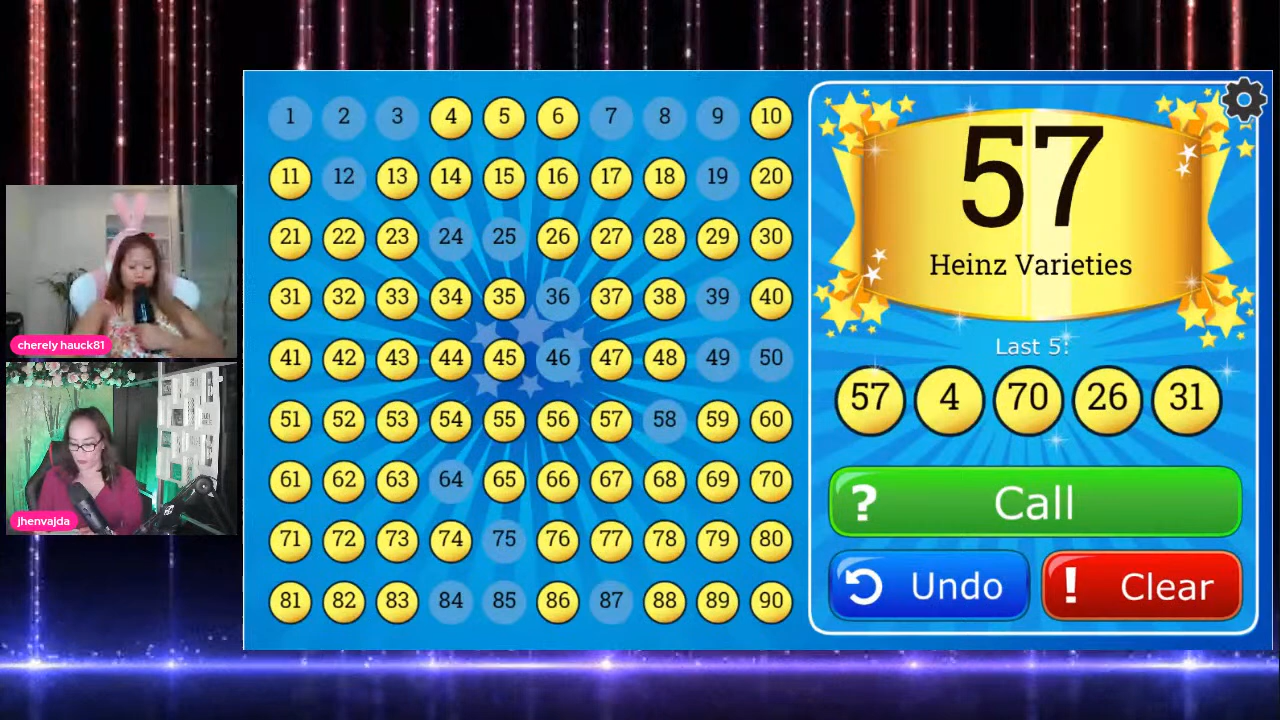 1 2 3 4 5 6 7 8 9 10
11 12 13 14 15 16 17 18 19 20
21 22 23 24 25 26 27 28 29 30
31 32 33 34 35 36 37 38 39 40
41 42 43 44 45 46 47 48 49 50
51 52 53 54 55 56 57 58 59 60
61 62 63 64 65 66 67 68 69 70
71 72 73 74 75 76 77 78 79 80
81 82 83 84 85 86 87 88 89 90
57
Heinz Varieties
Last 5:
57 4 70 26 31
? Call
Undo
! Clear
cherely hauck81
jhenvajda